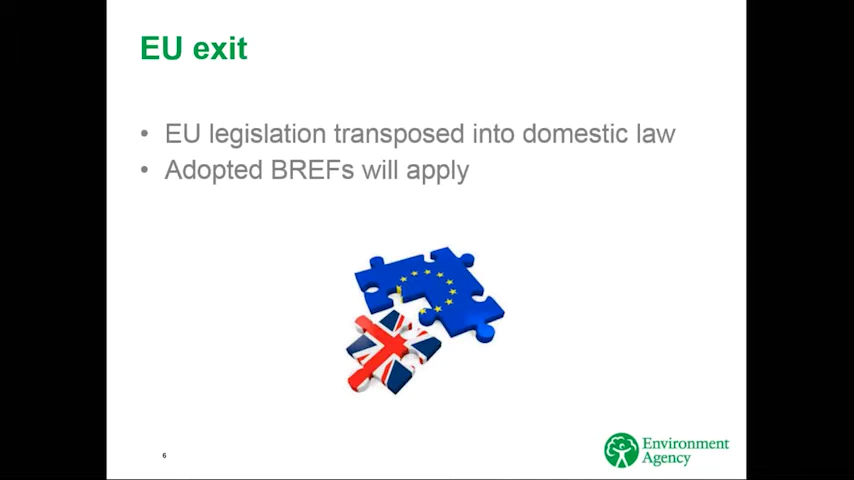 EU exit
• EU legislation transposed into domestic law
• Adopted BREFs will apply
6
Environment
Agency